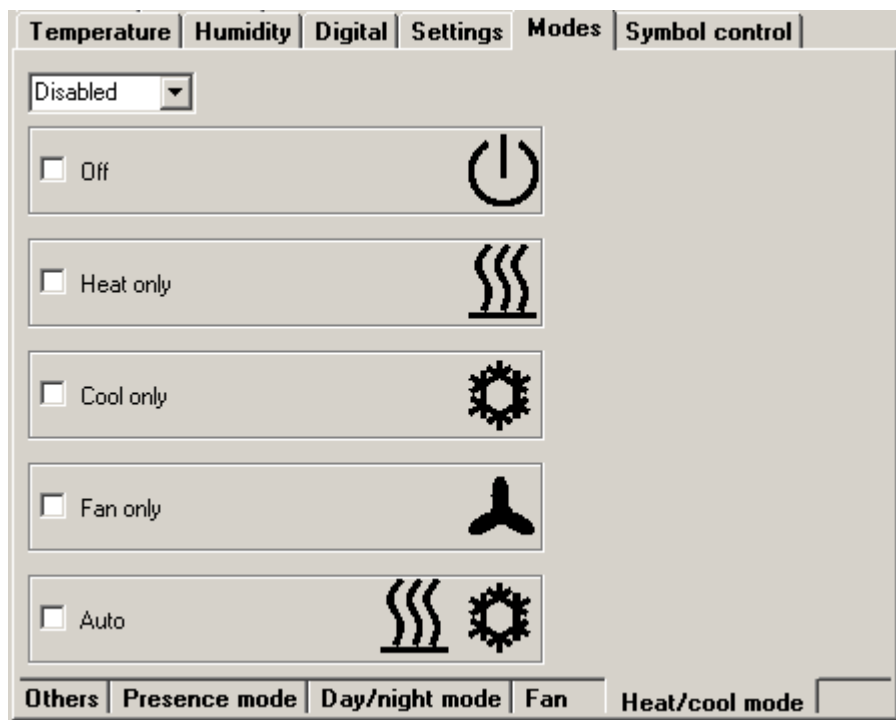 Temperature Humidity Digital Settings Modes Symbol control
Disabled
Off
Heat only
Cool only
Fan only
Auto
Others Presence mode Day/night mode Fan Heat/cool mode